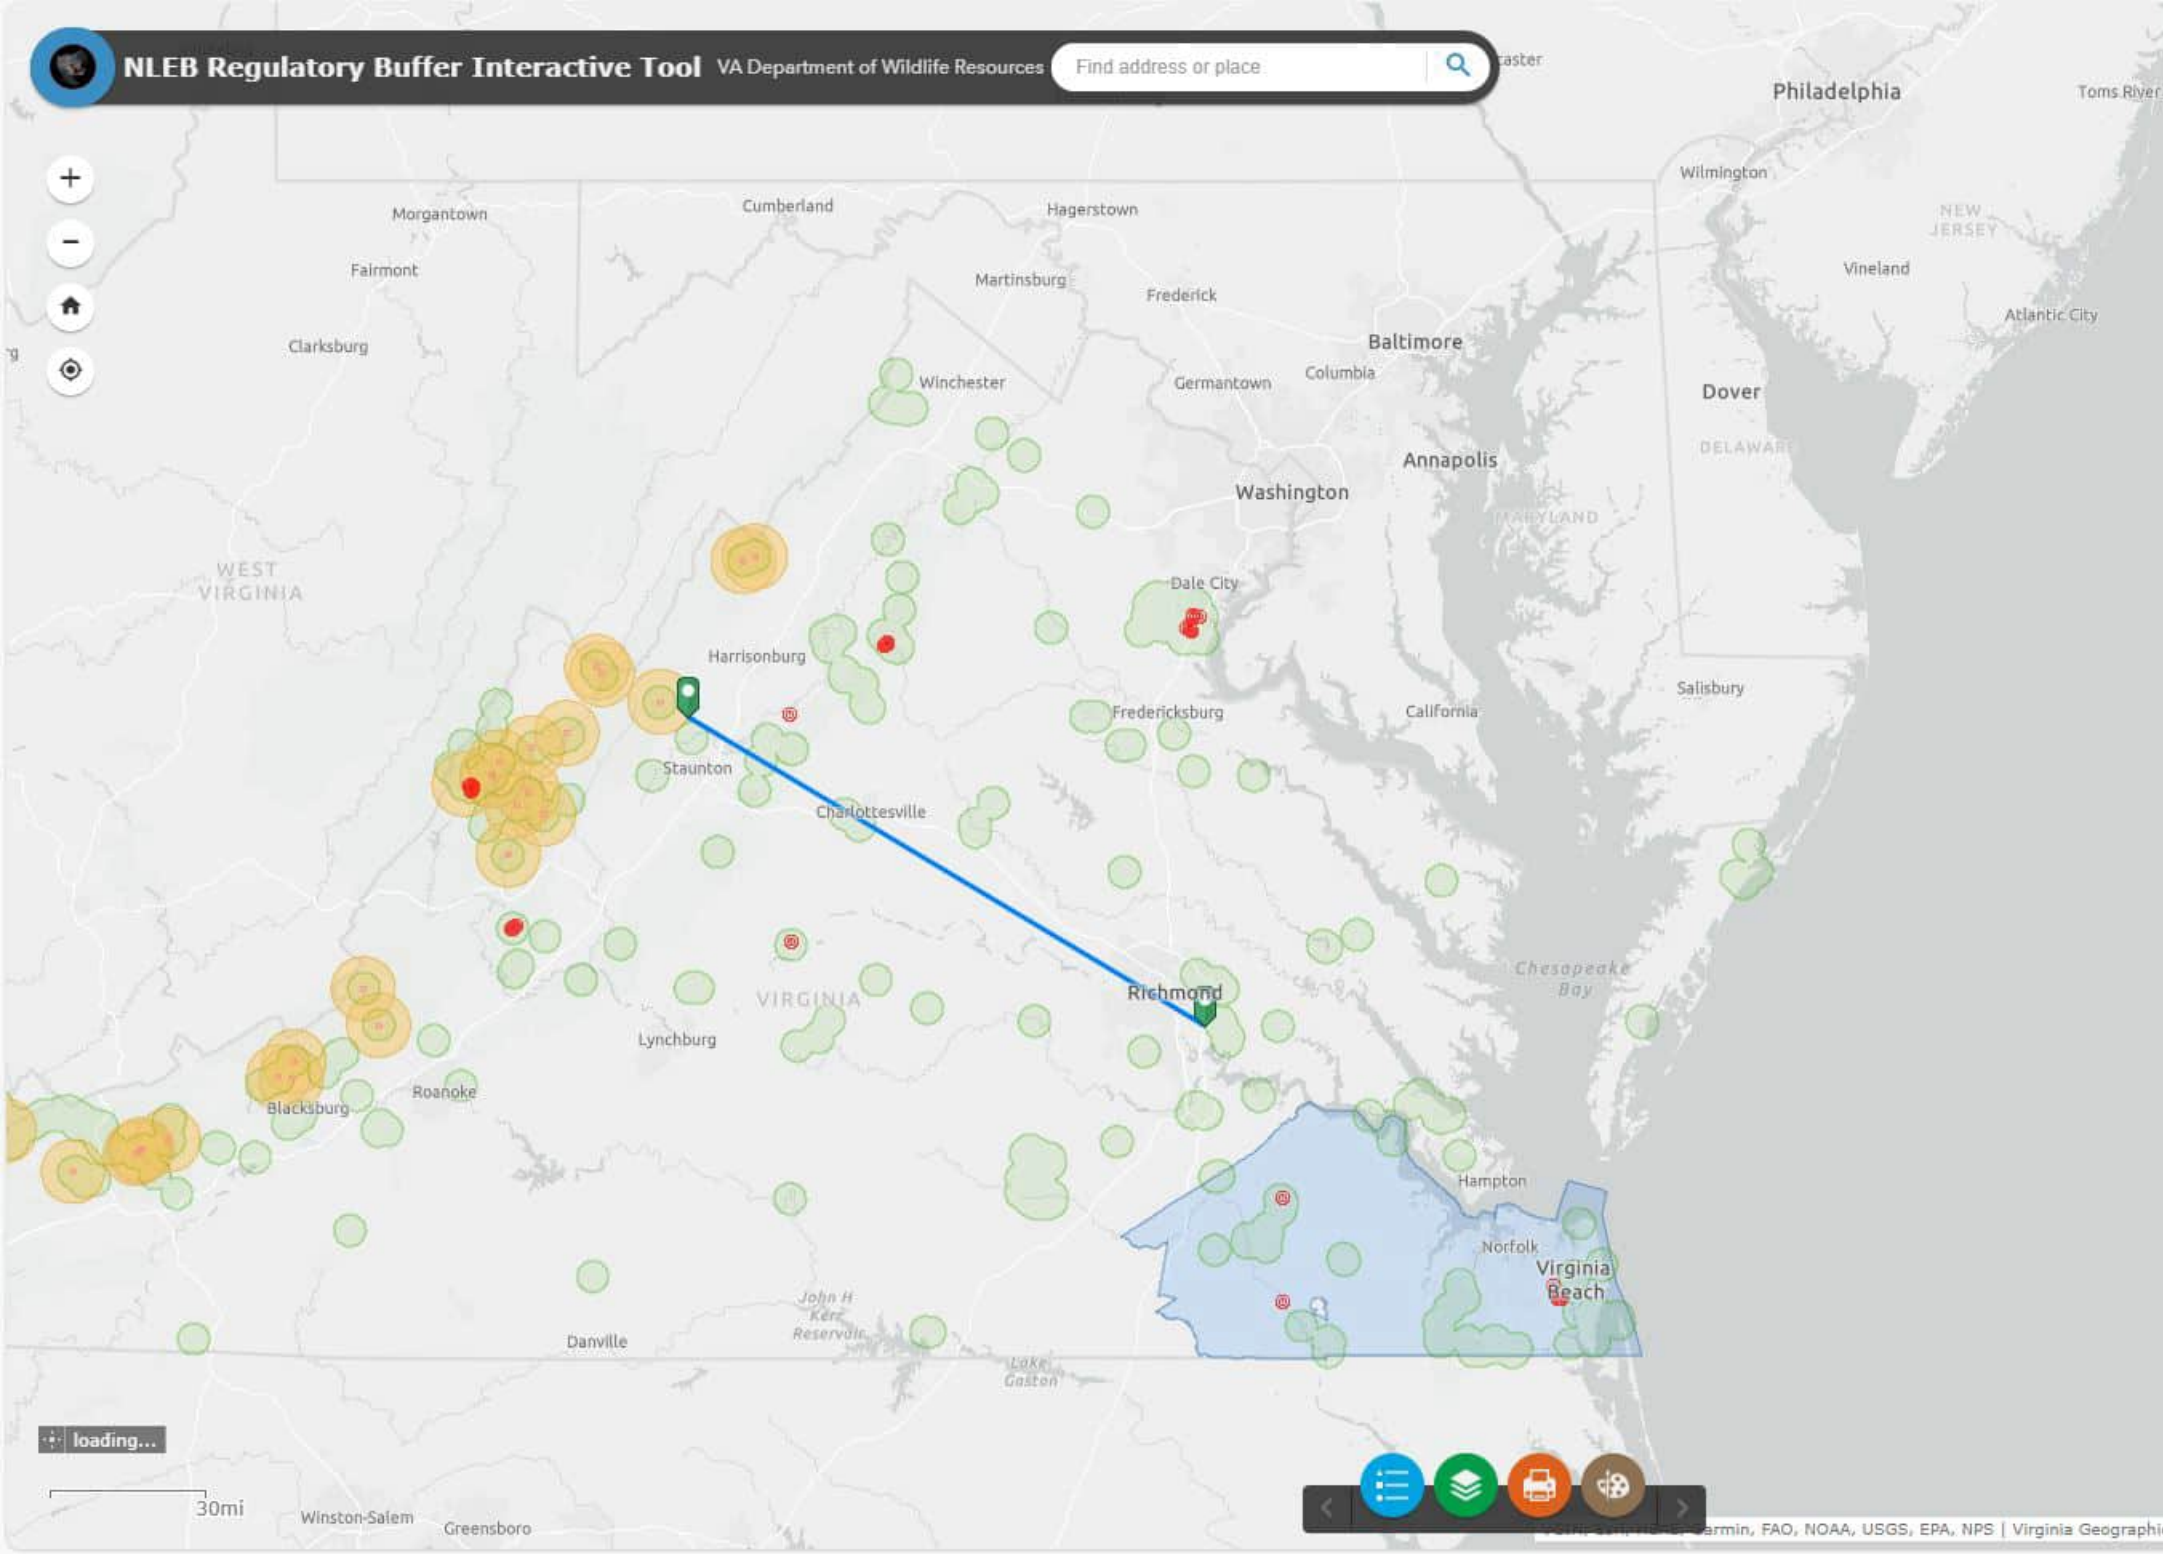 NLEB Regulatory Buffer Interactive Tool VA Department of Wildlife Resources Find address or place
caster
Philadelphia
Toms River
Wilmington
Morgantown
Cumberland
Hagerstown
NEW
JERSEY
Fairmont
Martinsburg
Frederick
Vineland
Atlantic City
Clarksburg
Baltimore
rg
Columbia
Winchester
Germantown
Dover
DELAWARE
Annapolis
Washington
MARYLAND
WEST
VIRGINIA
Dale City
Harrisonburg
Salisbury
Fredericksburg
California
Staunton
Charlottesville
Chesapeake
Bay
Richmond
VIRGINIA
Lynchburg
Roanoke
Blacksburg
Hampton
Norfolk
Virginia
Beach
John H
Kerr
Reservoir
Danville
Lake
Gaston
loading...
30mi
Winston-Salem
Greensboro
armin, FAO, NOAA, USGS, EPA, NPS | Virginia Geographi